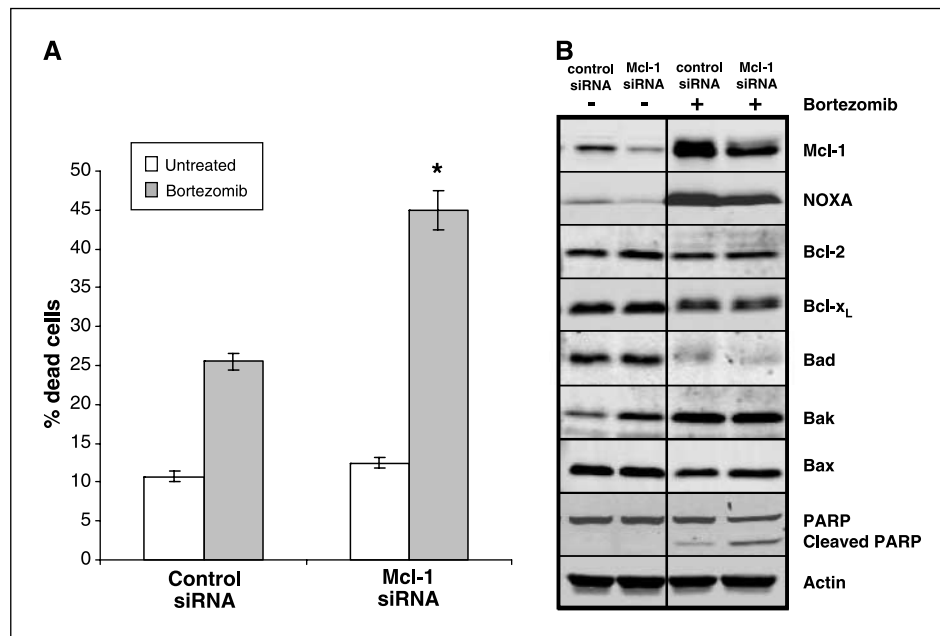 A
Untreated
Bortezomib
% dead cells
50
45
40
35
30
25
20
15
10
5
0
*
Control
siRNA
Mcl-1
siRNA
B
control
siRNA
Mcl-1
siRNA
control
siRNA
Mcl-1
siRNA
- - + + Bortezomib
Mcl-1
NOXA
Bcl-2
Bcl-xL
Bad
Bak
Bax
PARP
Cleaved PARP
Actin